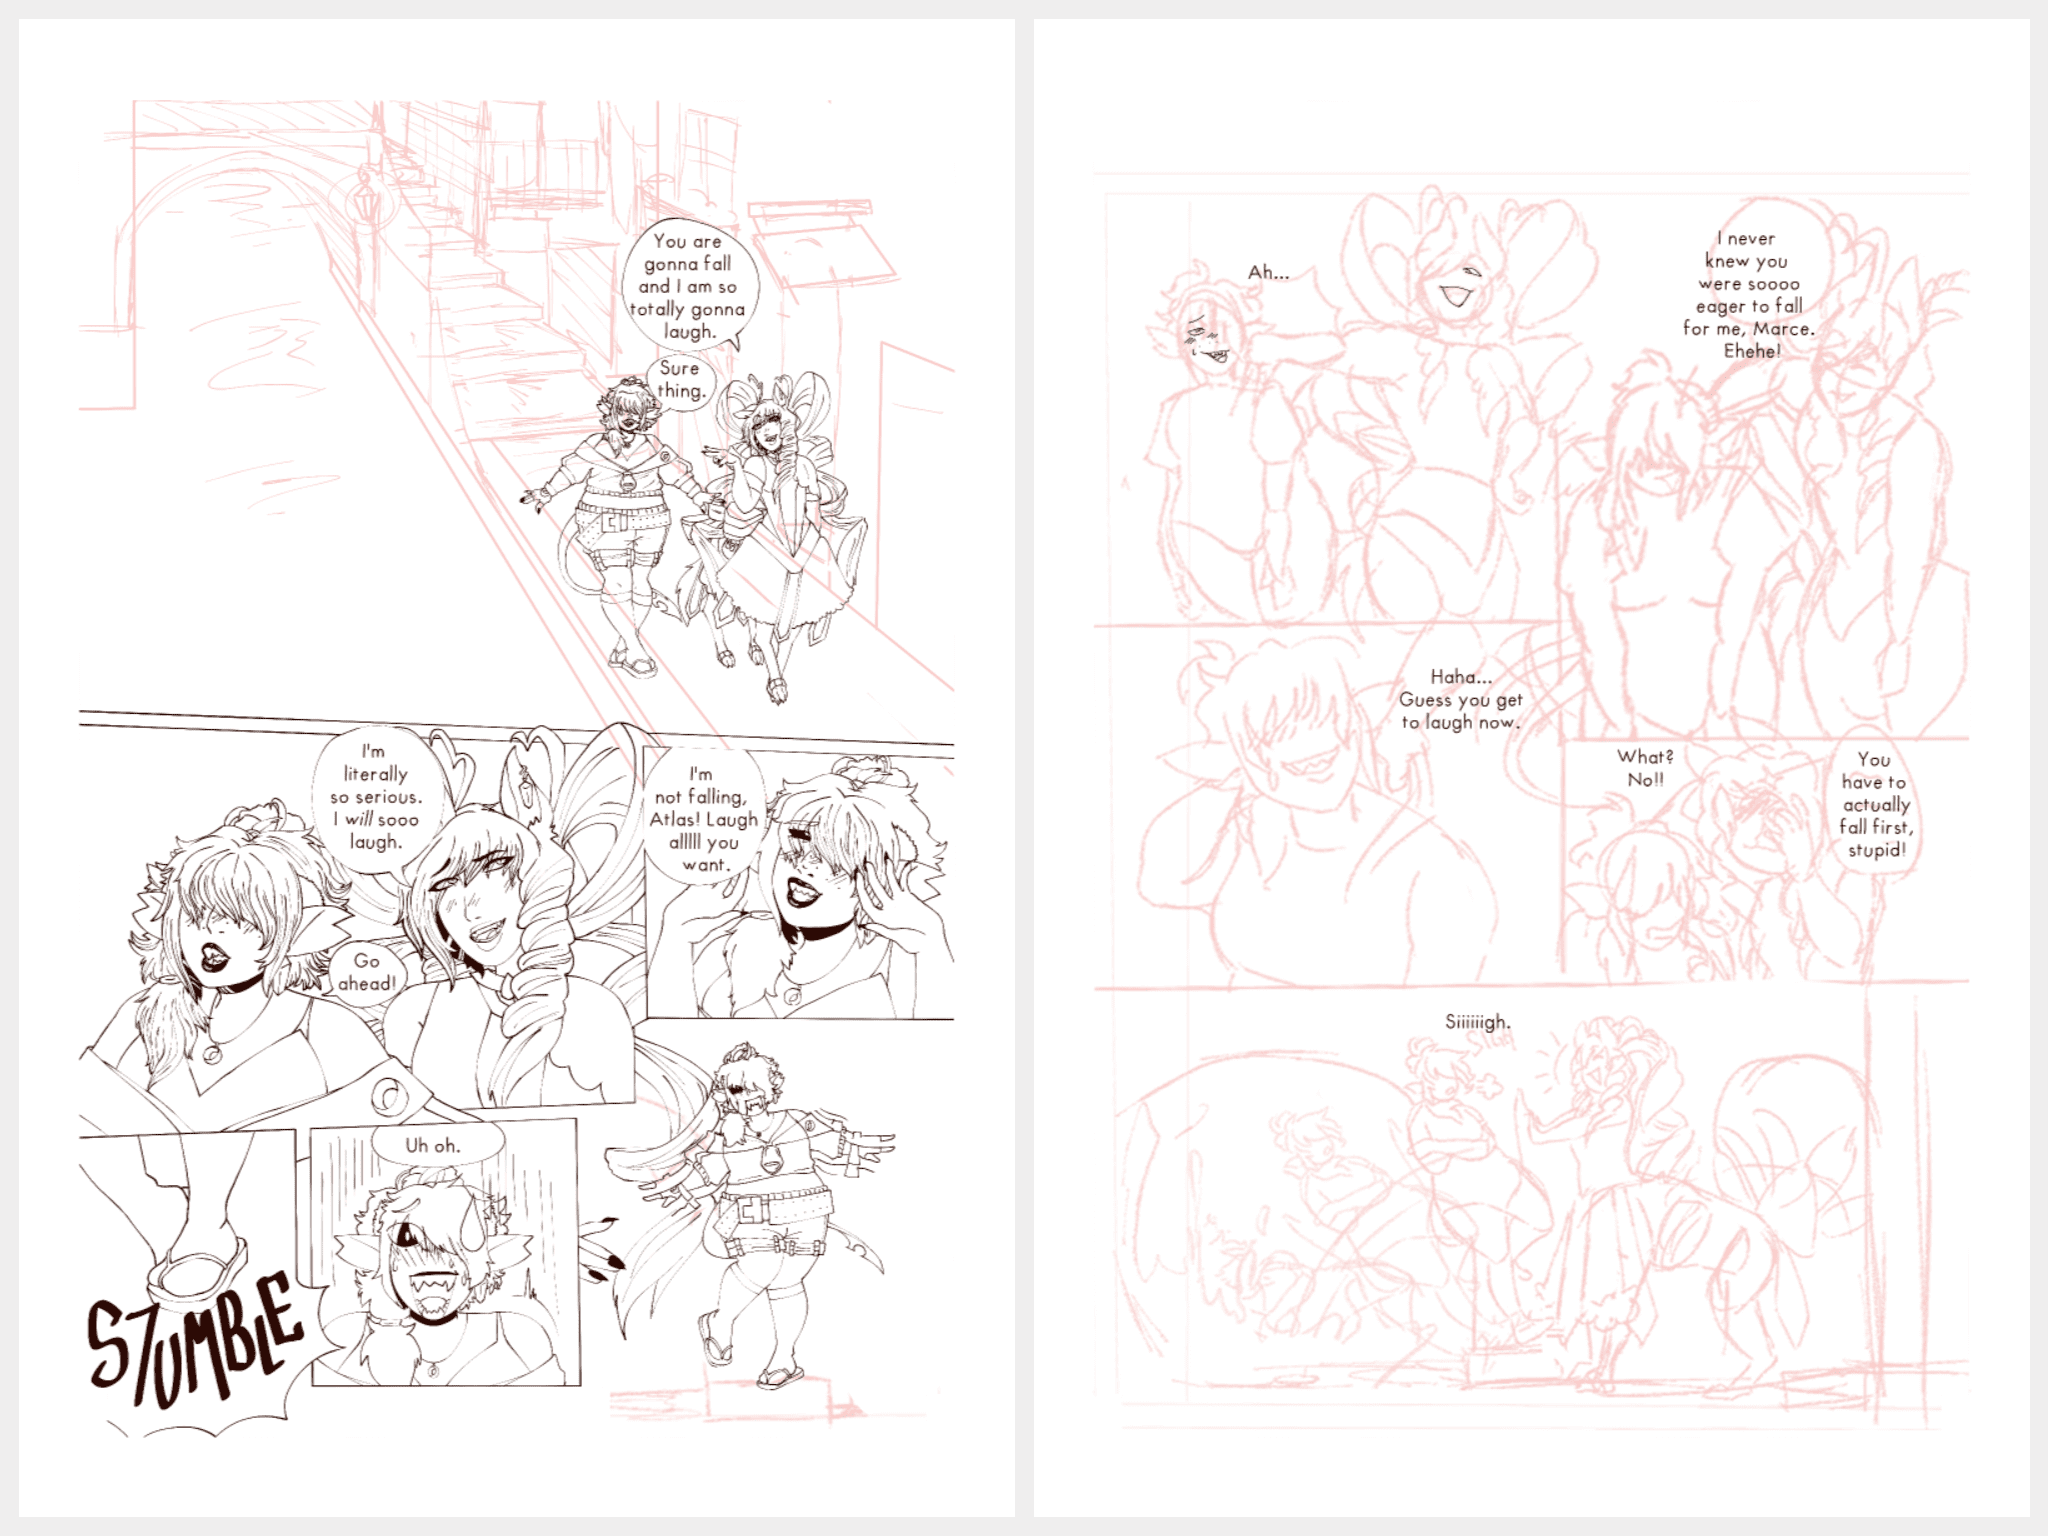 You are
gonna fall
and I am so
totally gonna
laugh.
Sure
thing.
I'm
literally
so serious.
I will sooo
laugh.
Go
ahead!
I'm
not falling,
Atlas! Laugh
alllll you
want.
STUMBLE
Uh oh.
Ah...
I never
knew you
were soooo
eager to fall
for me, Marce.
Ehehe!
Haha...
Guess you get
to laugh now.
What?
No!!
You
have to
actually
fall first,
stupid!
Siiiiiigh.
SIGH